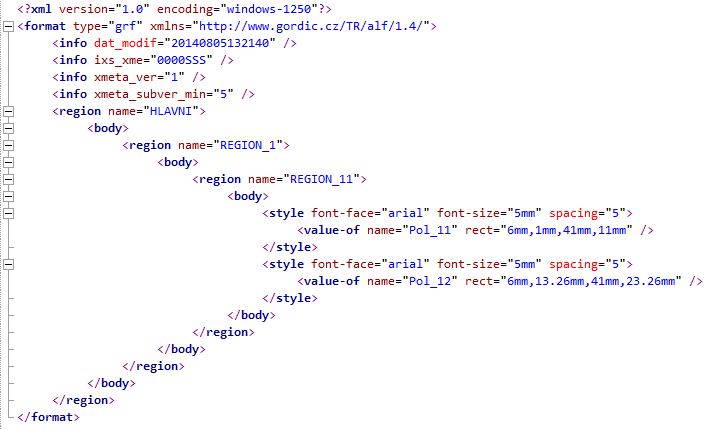 <?xml version="1.0" encoding="windows-1250"?>
<format type="grf" xmlns="http://www.gordic.cz/TR/alf/1.4/">
<info dat_modif="20140805132140" />
<info ixs_xme="0000SSS" />
<info xmeta_ver="1" />
<info xmeta_subver_min="5" />
<region name="HLAVNI">
<body>
<region name="REGION_1">
<body>
<region name="REGION_11">
<body>
<style font-face="arial" font-size="5mm" spacing="5">
<value-of name="Pol_11" rect="6mm,1mm,41mm,11mm" />
</style>
<style font-face="arial" font-size="5mm" spacing="5">
<value-of name="Pol_12" rect="6mm,13.26mm,41mm,23.26mm" />
</style>
</body>
</region>
</body>
</region>
</body>
</region>
</format>